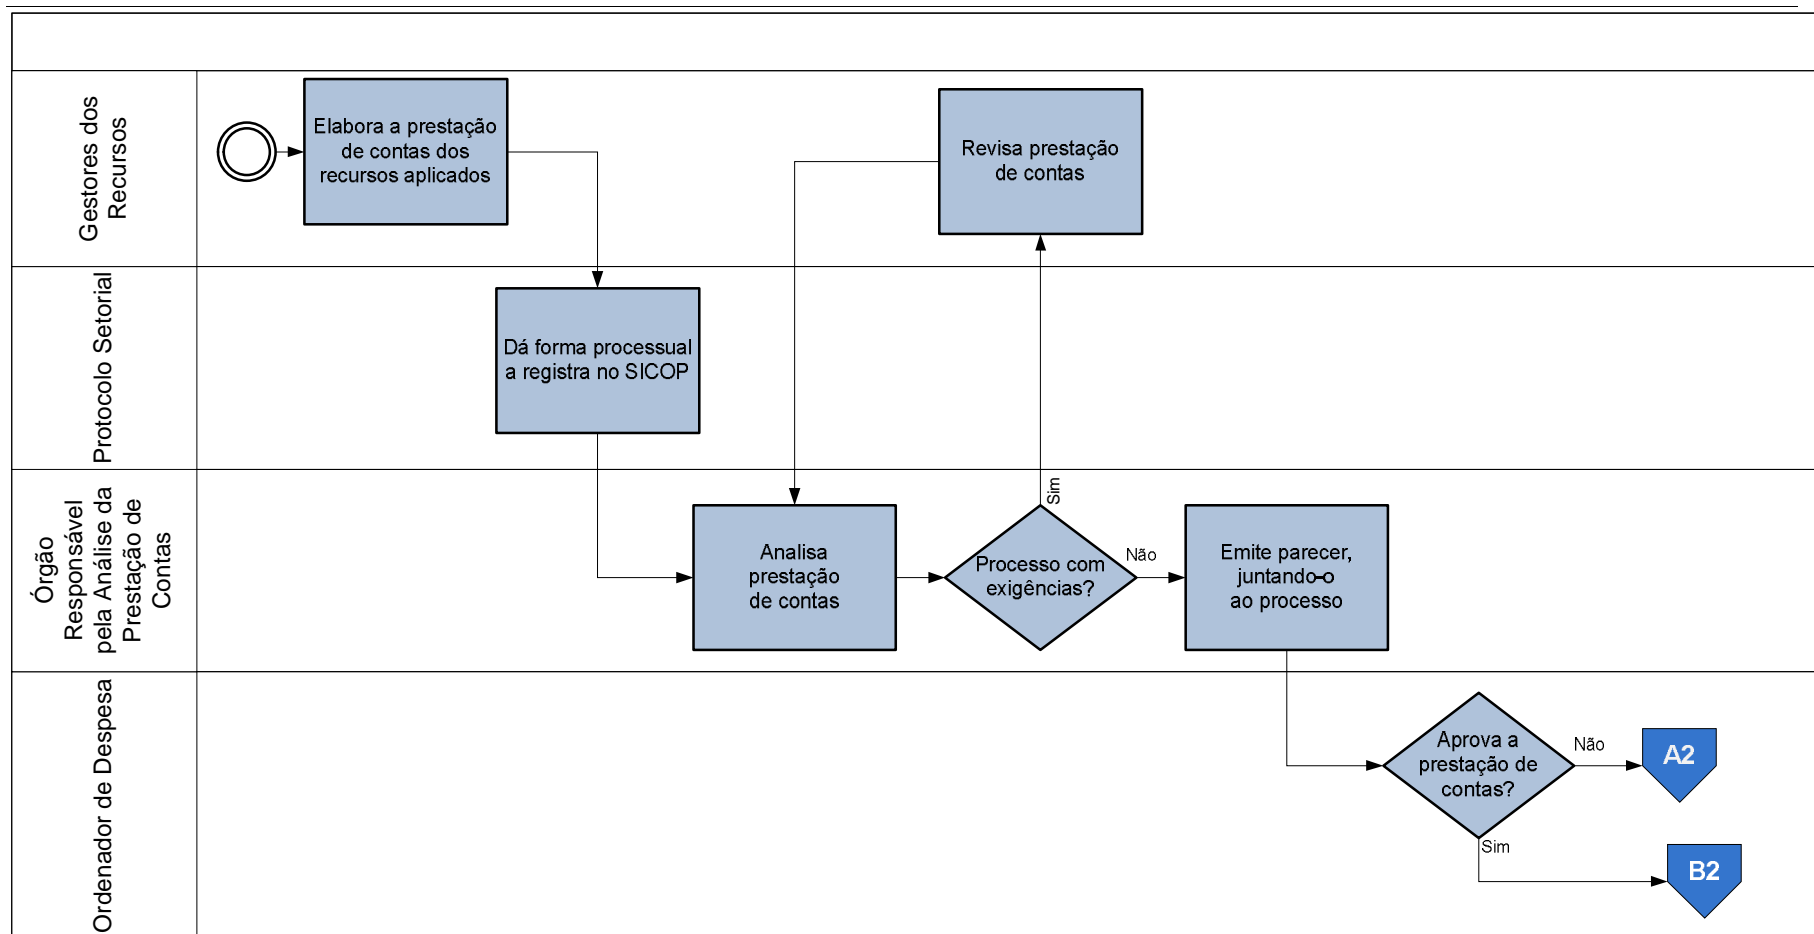 Gestores dos
Recursos
Elabora a prestação
de contas dos
recursos aplicados
Revisa prestação
de contas
Protocolo Setorial
Dá forma processual
a registra no SICOP
Órgão
Responsável
pela Análise da
Prestação de
Contas
Analisa
prestação
de contas
Processo com
exigências?
Sim
Não
Emite parecer,
juntando-o
ao processo
Ordenador de Despesa
Aprova a
prestação de
contas?
Não
A2
Sim
B2